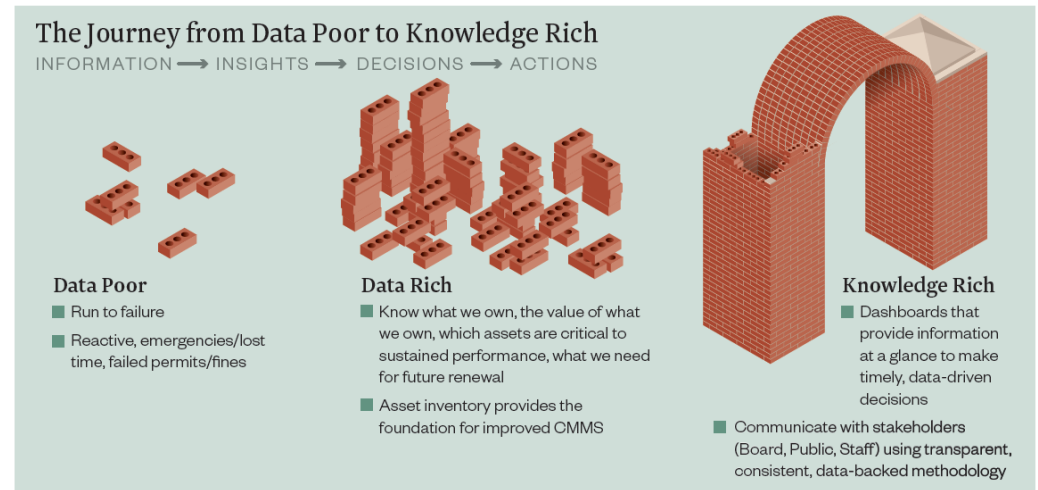 The Journey from Data Poor to Knowledge Rich
INFORMATION → INSIGHTS → DECISIONS → ACTIONS
Data Poor
Run to failure
Reactive, emergencies/lost
time, failed permits/fines
Data Rich
Know what we own, the value of what
we own, which assets are critical to
sustained performance, what we need
for future renewal
Asset inventory provides the
foundation for improved CMMS
Knowledge Rich
Dashboards that
provide information
at a glance to make
timely, data-driven
decisions
Communicate with stakeholders
(Board, Public, Staff) using transparent,
consistent, data-backed methodology